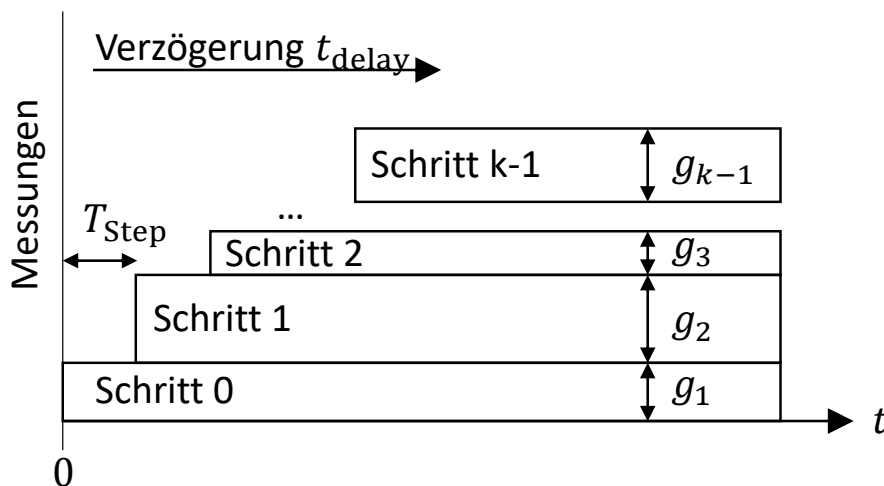 Verzögerung t_delay
Messungen
Schritt k-1
g_{k-1}
...
T_Step
Schritt 2
g_3
Schritt 1
g_2
Schritt 0
g_1
t
0